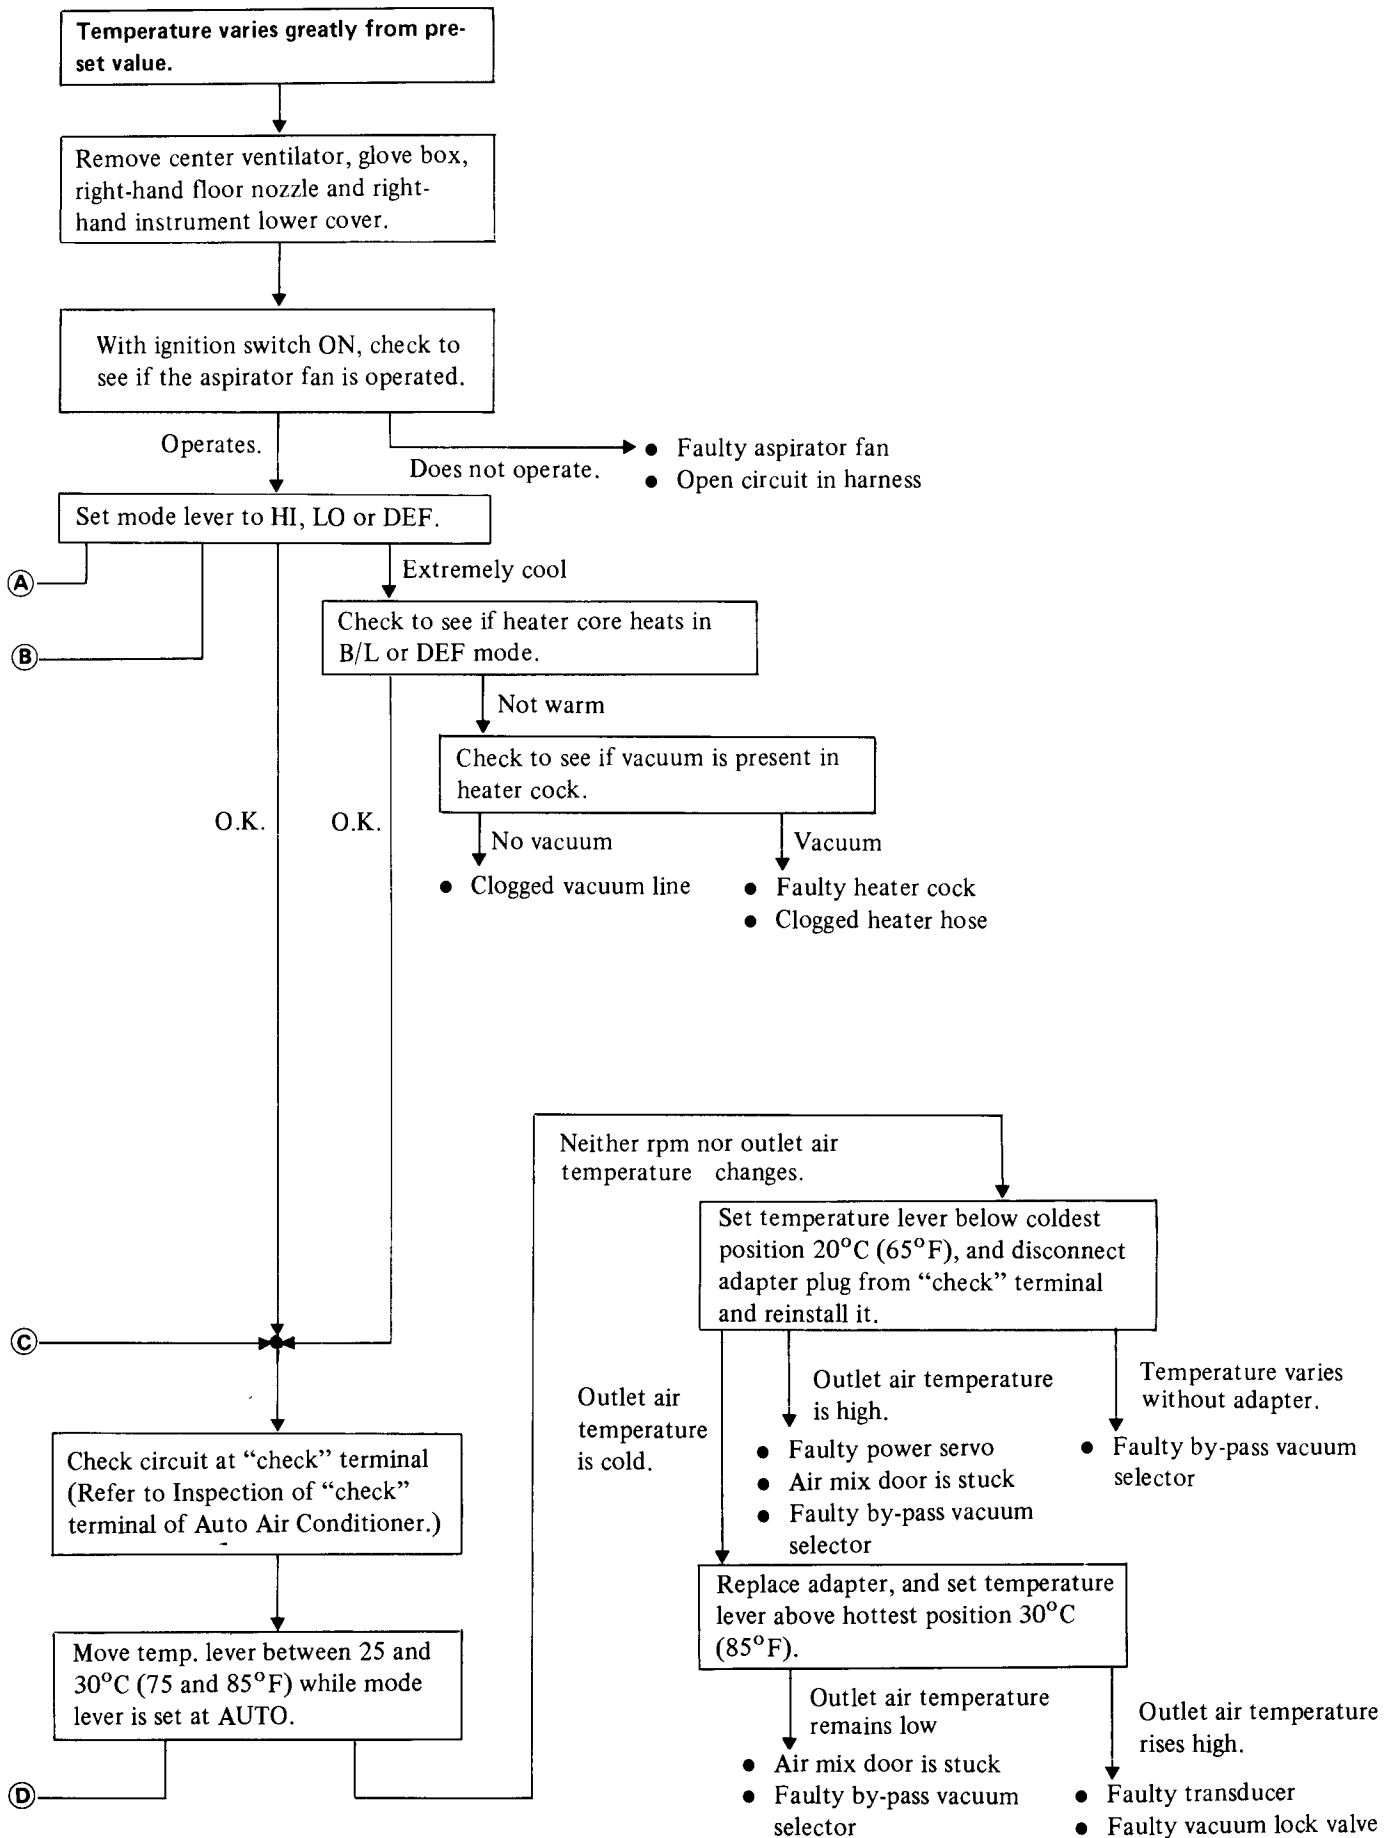 Temperature varies greatly from pre-
set value.
Remove center ventilator, glove box,
right-hand floor nozzle and right-
hand instrument lower cover.
With ignition switch ON, check to
see if the aspirator fan is operated.
Operates.
Does not operate.
● Faulty aspirator fan
● Open circuit in harness
Set mode lever to HI, LO or DEF.
A
B
Extremely cool
Check to see if heater core heats in
B/L or DEF mode.
Not warm
Check to see if vacuum is present in
heater cock.
O.K.
O.K.
No vacuum
Vacuum
● Clogged vacuum line
● Faulty heater cock
● Clogged heater hose
Neither rpm nor outlet air
temperature changes.
Set temperature lever below coldest
position 20°C (65°F), and disconnect
adapter plug from “check” terminal
and reinstall it.
C
Outlet air
temperature
is cold.
Outlet air temperature
is high.
Temperature varies
without adapter.
● Faulty power servo
● Air mix door is stuck
● Faulty by-pass vacuum
selector
● Faulty by-pass vacuum
selector
Check circuit at “check” terminal
(Refer to Inspection of “check”
terminal of Auto Air Conditioner.)
Replace adapter, and set temperature
lever above hottest position 30°C
(85°F).
Move temp. lever between 25 and
30°C (75 and 85°F) while mode
lever is set at AUTO.
D
Outlet air temperature
remains low
Outlet air temperature
rises high.
● Air mix door is stuck
● Faulty by-pass vacuum
selector
● Faulty transducer
● Faulty vacuum lock valve